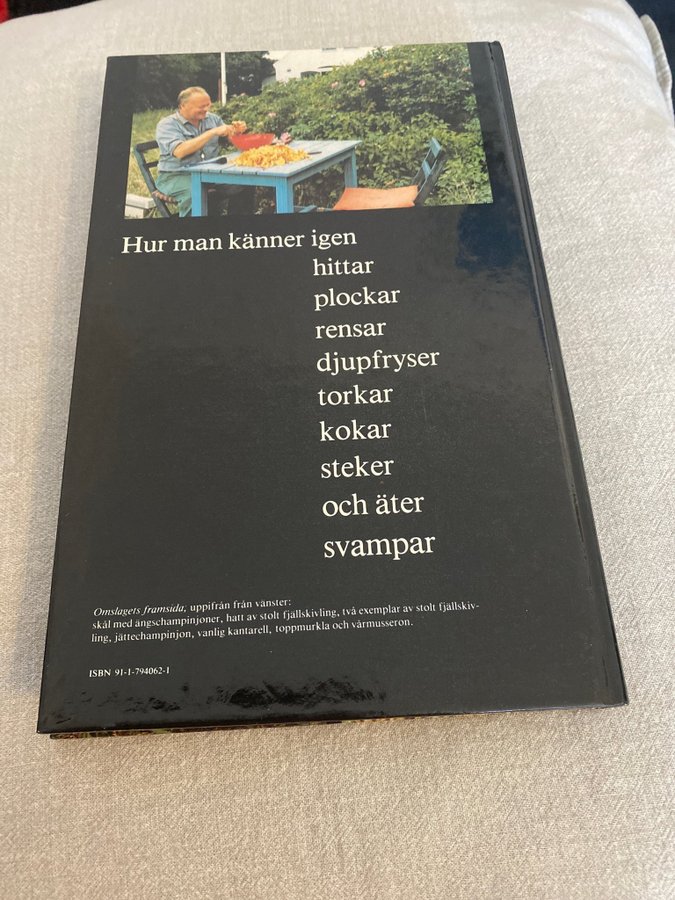 Hur man känner igen
hittar
plockar
rensar
djupfryser
torkar
kokar
steker
och äter
svampar
Omslagets framsida, uppifrån från vänster:
skål med ängschampinjoner, hatt av stolt fjällskivling, två exemplar av stolt fjällskiv-
ling, jättechampinjon, vanlig kantarell, toppmurkla och vårmusseron.
ISBN 91-1-794062-1